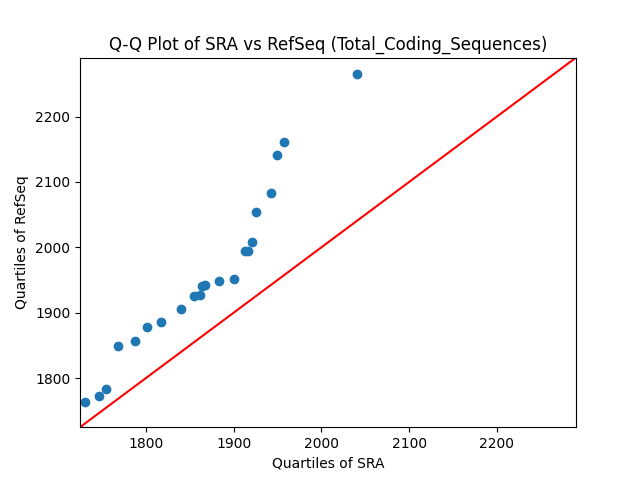 Q-Q Plot of SRA vs RefSeq (Total_Coding_Sequences)
2200
2100
2000
1900
1800
Quartiles of RefSeq
1800 1900 2000 2100 2200
Quartiles of SRA